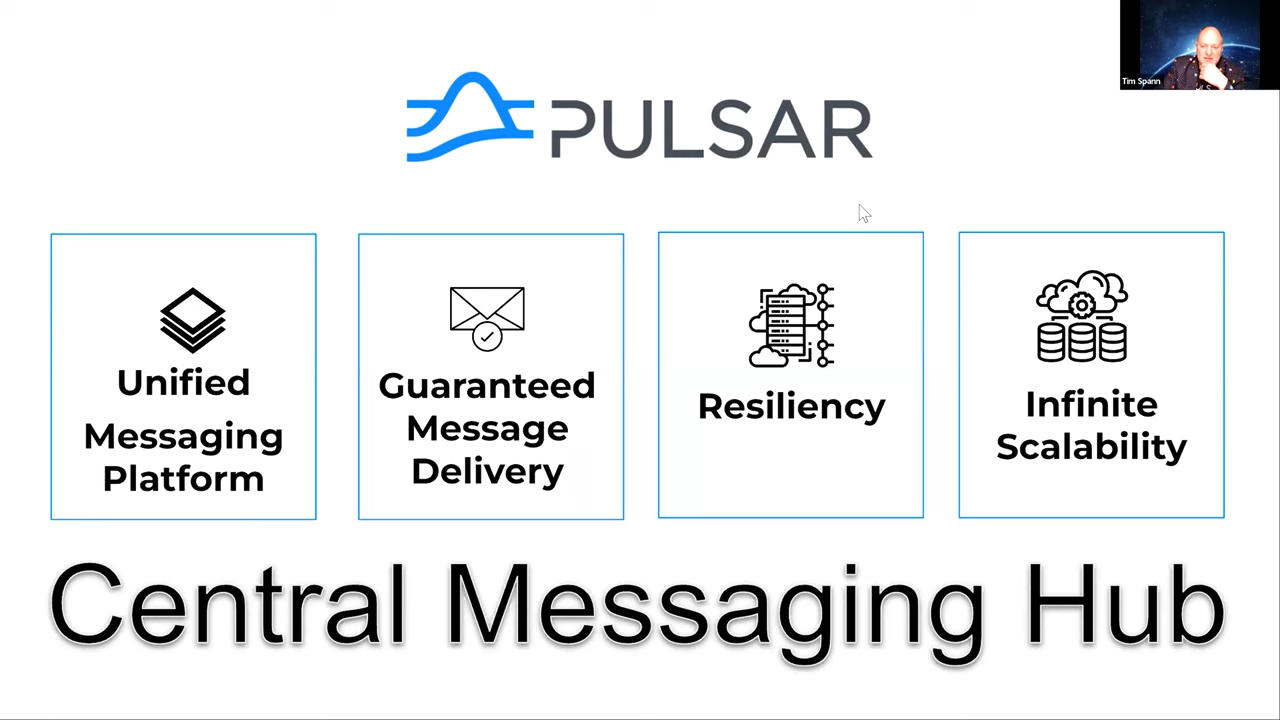 Tim Spann
PULSAR
Unified
Messaging
Platform
Guaranteed
Message
Delivery
Resiliency
Infinite
Scalability
Central Messaging Hub